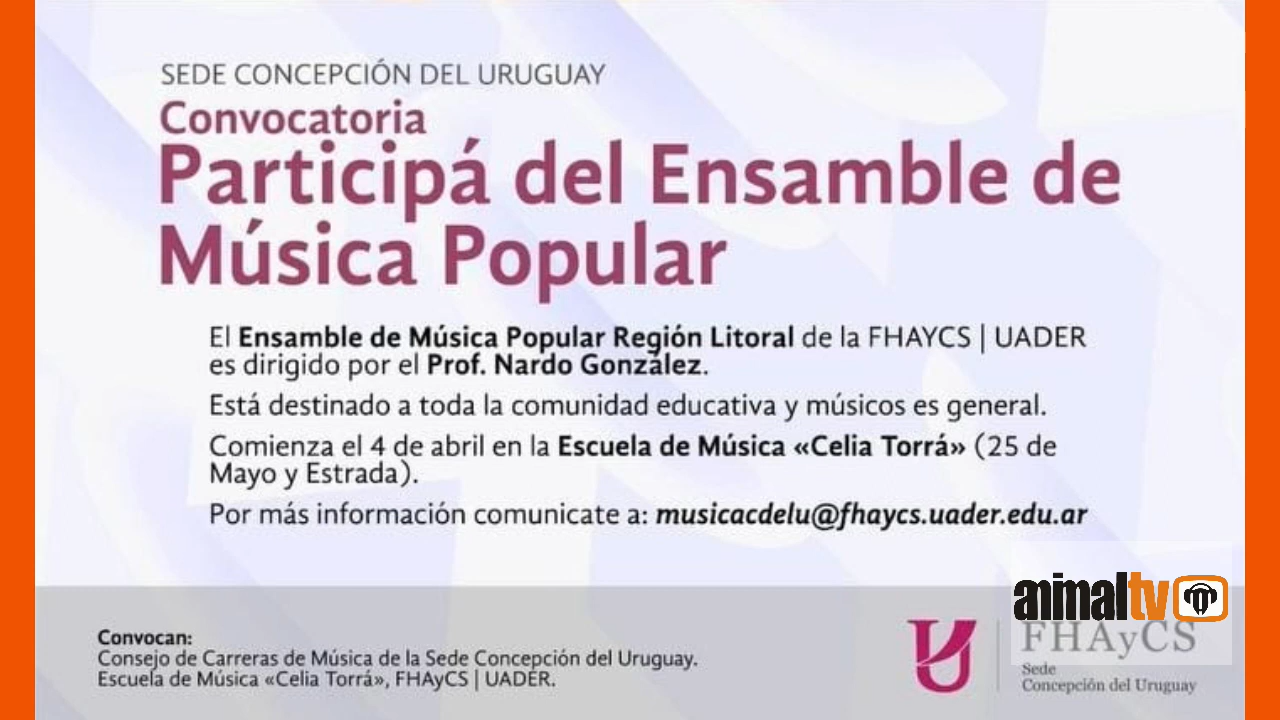 SEDE CONCEPCIÓN DEL URUGUAY
Convocatoria
Participá del Ensamble de
Música Popular
El Ensamble de Música Popular Región Litoral de la FHAYCS | UADER
es dirigido por el Prof. Nardo González.
Está destinado a toda la comunidad educativa y músicos es general.
Comienza el 4 de abril en la Escuela de Música «Celia Torrá» (25 de
Mayo y Estrada).
Por más información comunicate a: musicacdelu@fhaycs.uader.edu.ar
Convocan:
Consejo de Carreras de Música de la Sede Concepción del Uruguay.
Escuela de Música «Celia Torrá», FHAyCS | UADER.
animaltv
FHAyCS
Sede
Concepción del Uruguay